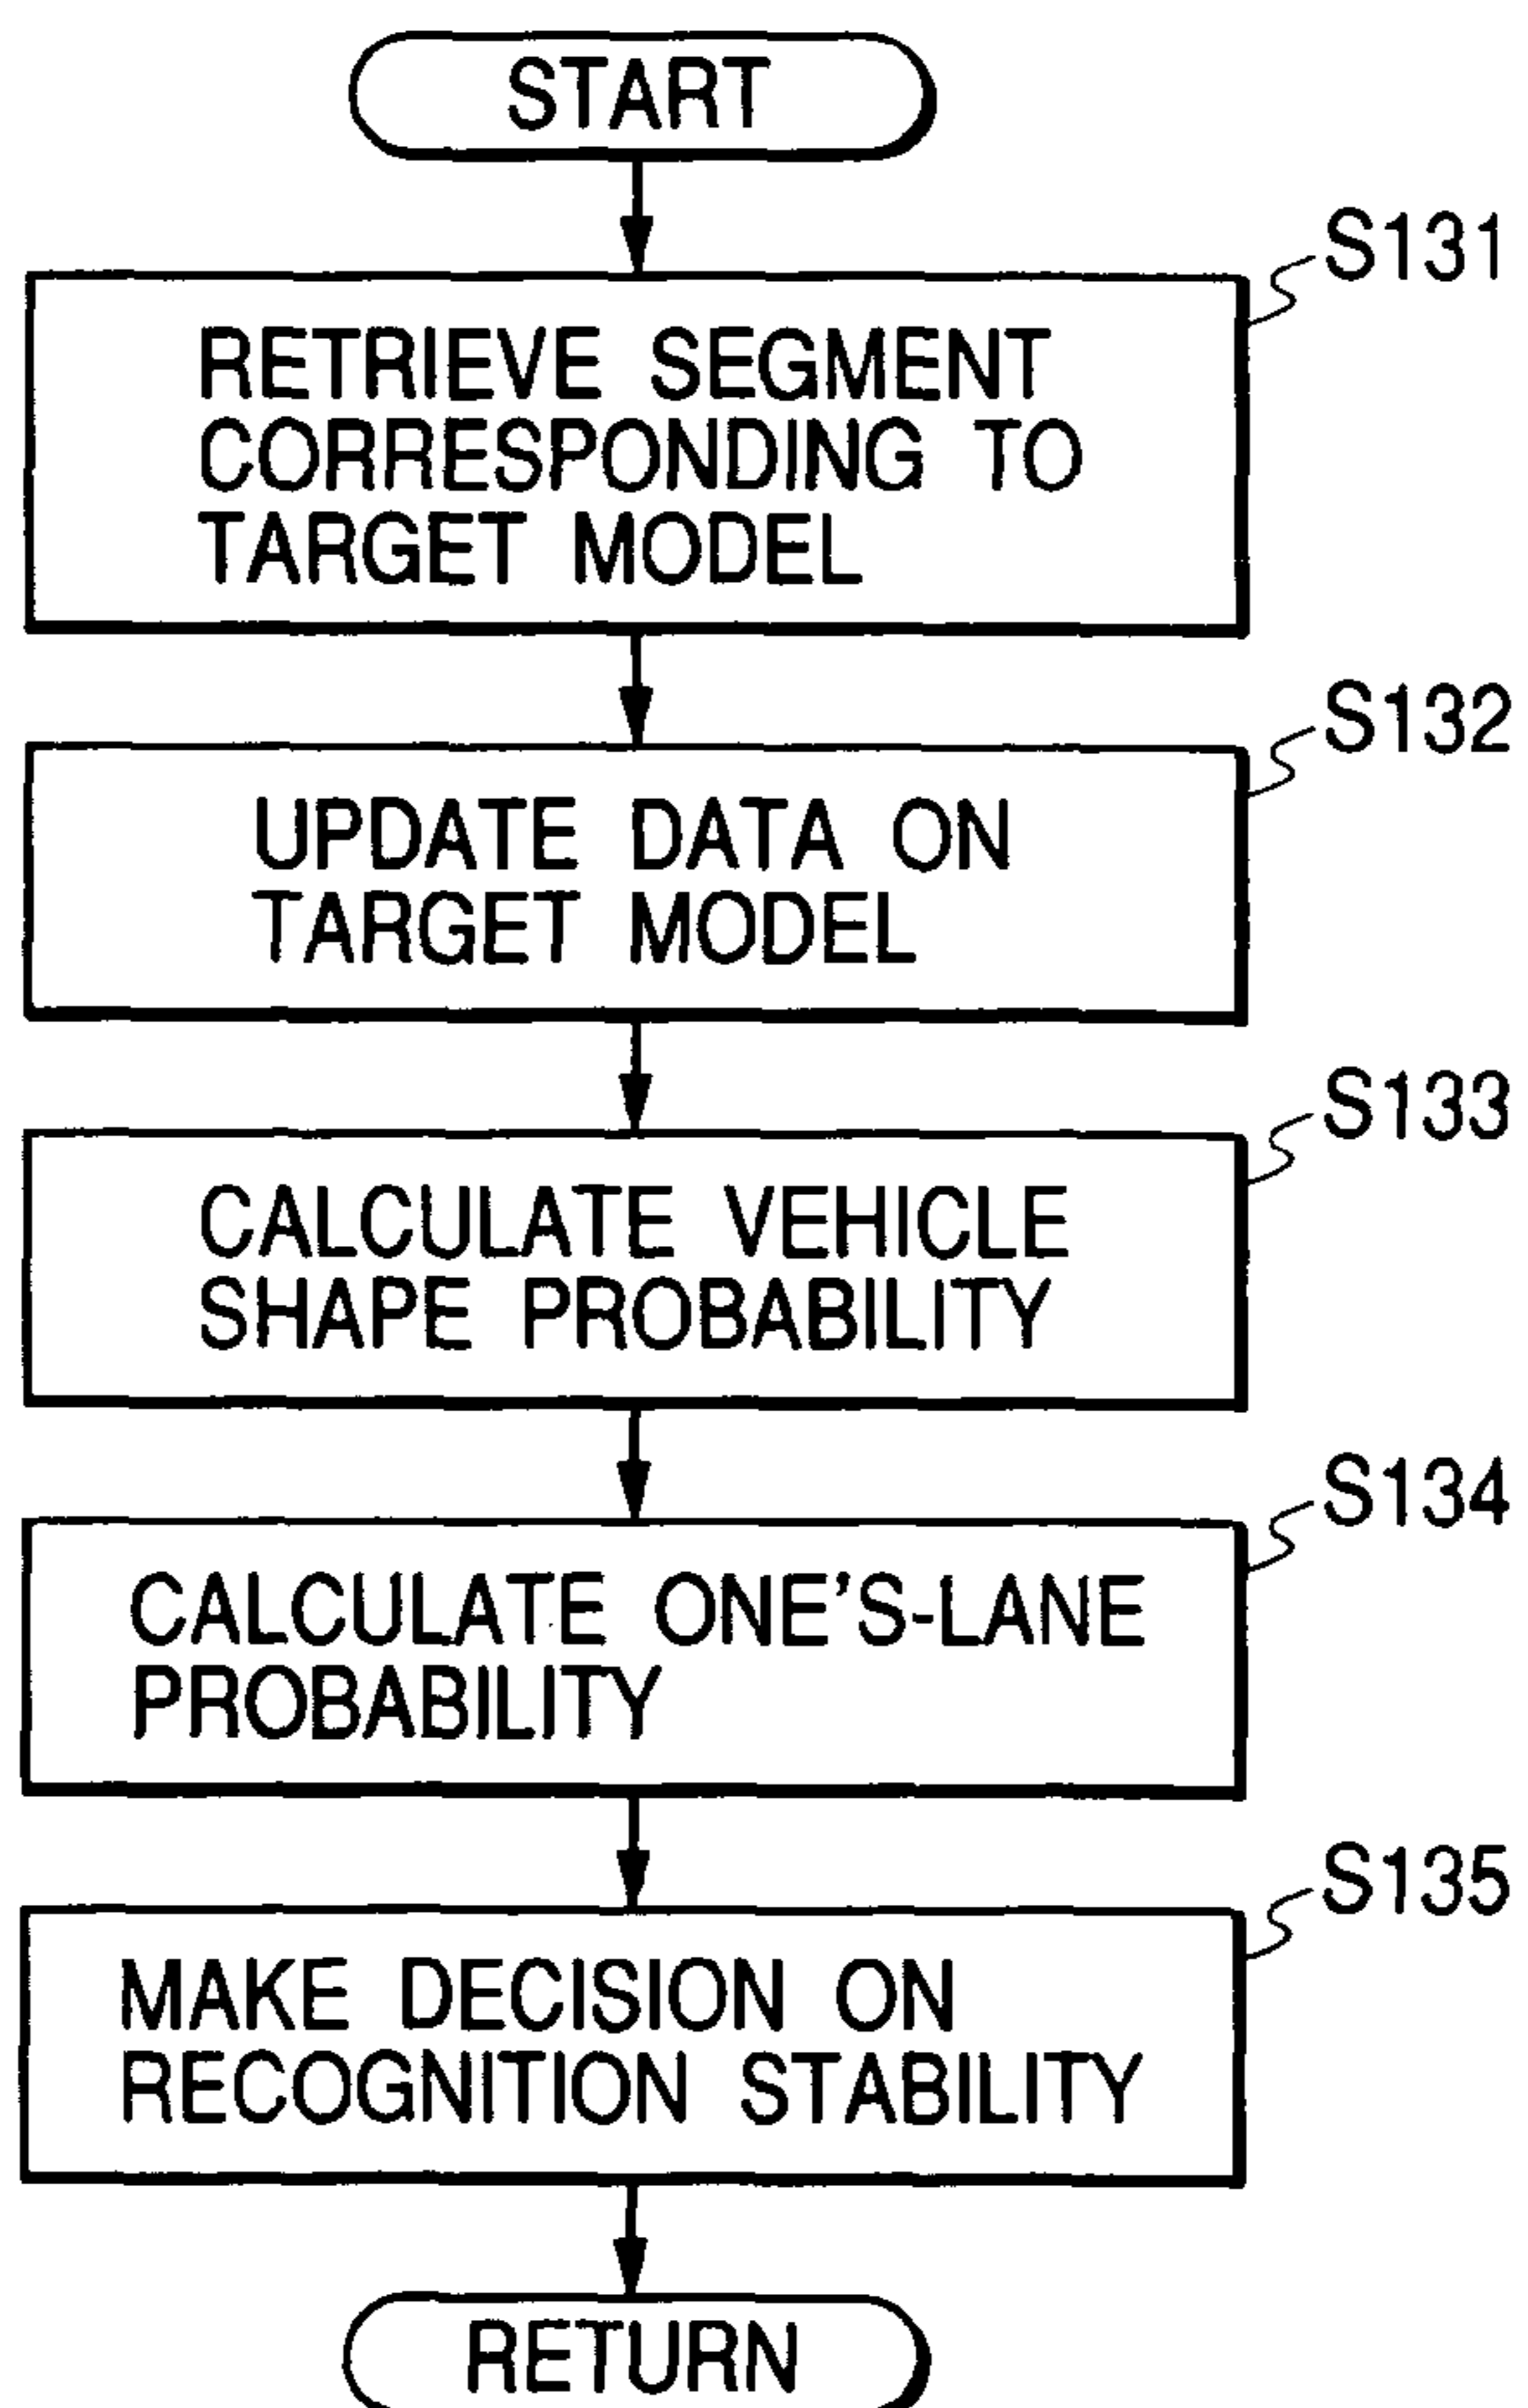 START
S131
RETRIEVE SEGMENT
CORRESPONDING TO
TARGET MODEL
S132
UPDATE DATA ON
TARGET MODEL
S133
CALCULATE VEHICLE
SHAPE PROBABILITY
S134
CALCULATE ONE'S-LANE
PROBABILITY
S135
MAKE DECISION ON
RECOGNITION STABILITY
RETURN